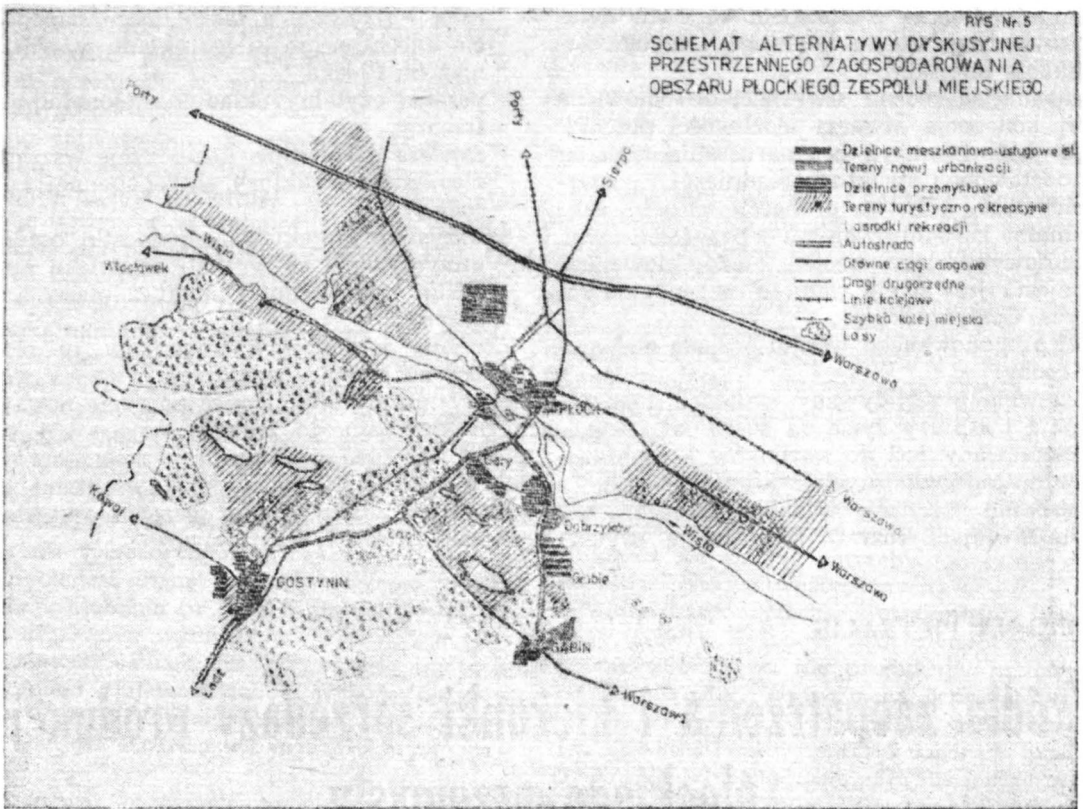 RYS Nr 5
SCHEMAT ALTERNATYWY DYSKUSYJNEJ
PRZESTRZENNEGO ZAGOSPODAROWANIA
OBSZARU PŁOCKIEGO ZESPOŁU MIEJSKIEGO
Dzielnice mieszkaniowo-usługowe ist.
Tereny nowej urbanizacji
Dzielnice przemysłowe
Tereny turystyczno rekreacyjne
i ośrodki rekreacji
Autostrada
Główne ciągi drogowe
Drogi drugorzędne
Linie kolejowe
Szybka kolej miejska
Lasy
Porty
Porty
Sierpc
Wisła
Włocławek
Warszawa
PŁOCK
Warszawa
Dobrzyków
Wisła
Warszawa
Łąck
Grabie
GOSTYNIN
GĄBIN
Łódź
Warszawa